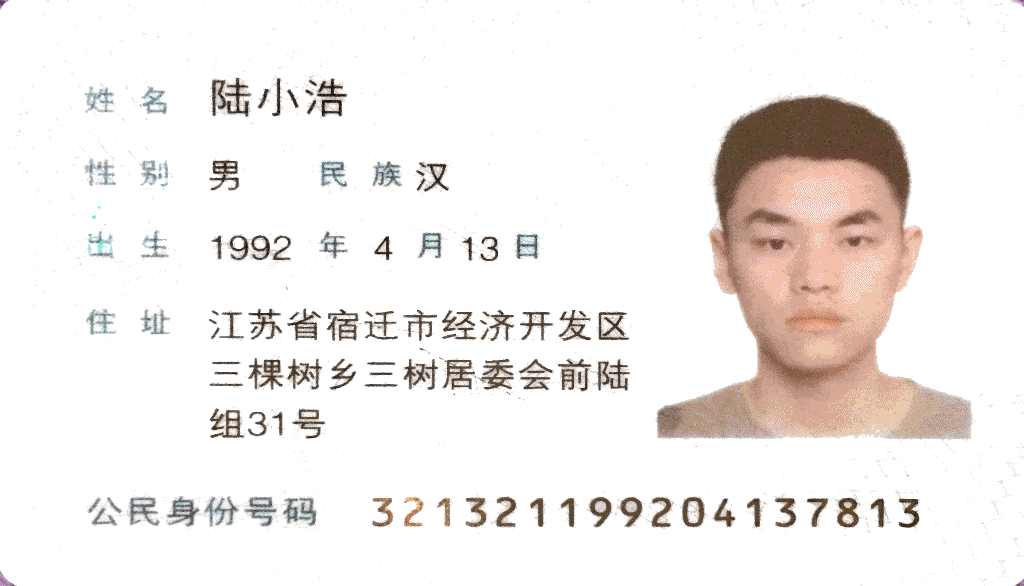 姓 名 陆小浩
性 别 男 民 族 汉
出 生 1992 年 4 月 13 日
住 址 江苏省宿迁市经济开发区
三棵树乡三树居委会前陆
组31号
公民身份号码 321321199204137813